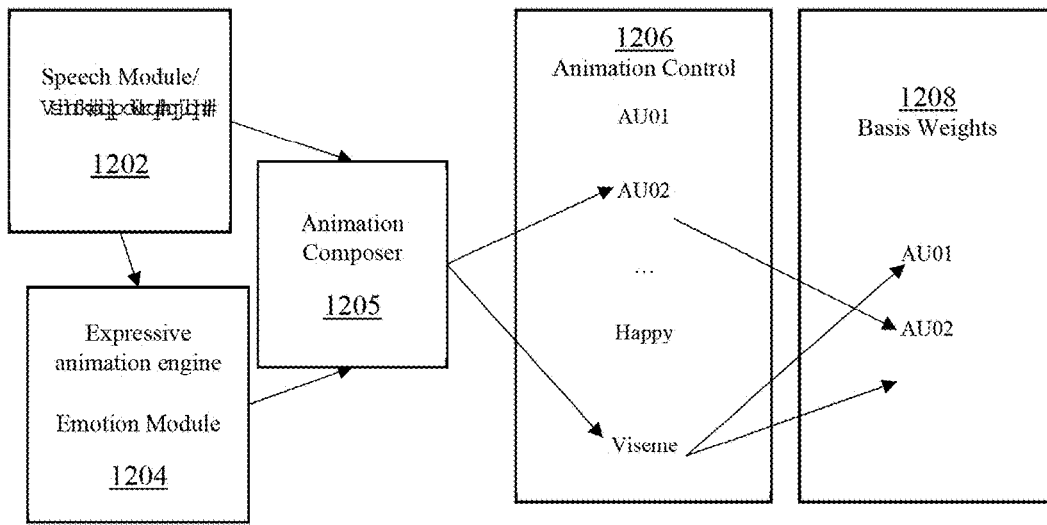 Speech Module/
1202
Expressive
animation engine
Emotion Module
1204
Animation
Composer
1205
1206
Animation Control
AU01
AU02
...
Happy
Viseme
1208
Basis Weights
AU01
AU02